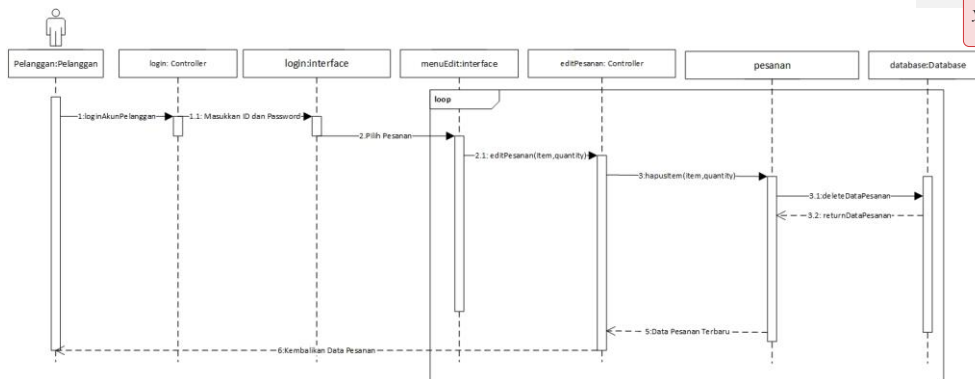 Pelanggan:Pelanggan
login: Controller
login:interface
menuEdit:interface
editPesanan: Controller
pesanan
database:Database
loop
1:loginAkunPelanggan
1.1: Masukkan ID dan Password
2.Pilih Pesanan
2.1: editPesanan(item,quantity)
3:hapusItem(item,quantity)
3.1:deleteDataPesanan
3.2: returnDataPesanan
5:Data Pesanan Terbaru
6:Kembalikan Data Pesanan